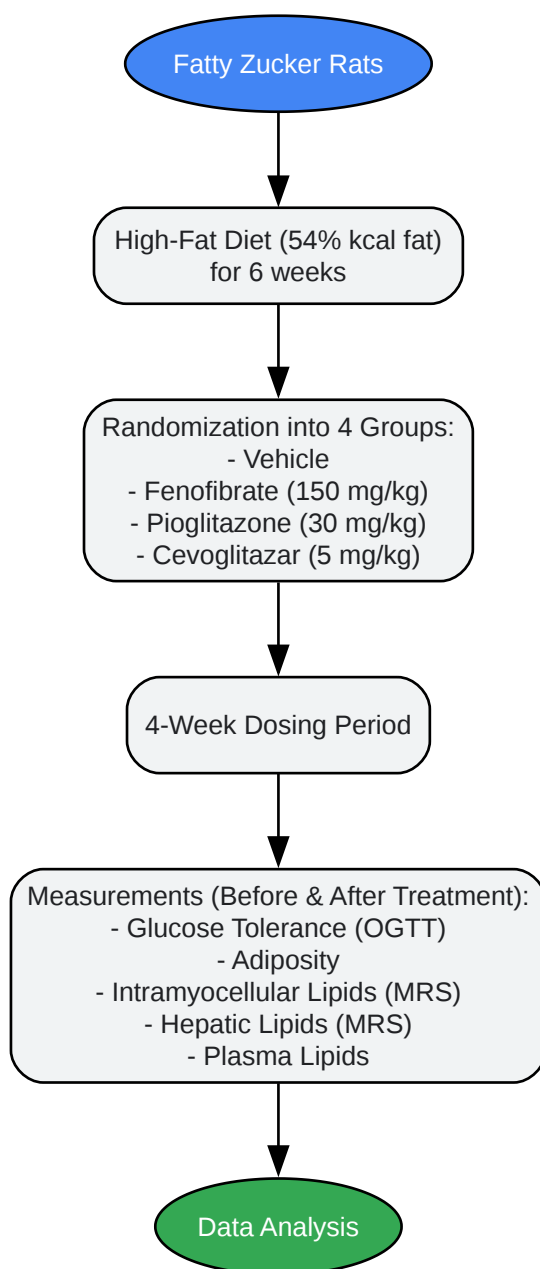 Fatty Zucker Rats
High-Fat Diet (54% kcal fat)
for 6 weeks
Randomization into 4 Groups:
- Vehicle
- Fenofibrate (150 mg/kg)
- Pioglitazone (30 mg/kg)
- Cevoglitazar (5 mg/kg)
4-Week Dosing Period
Measurements (Before & After Treatment):
- Glucose Tolerance (OGTT)
- Adiposity
- Intramyocellular Lipids (MRS)
- Hepatic Lipids (MRS)
- Plasma Lipids
Data Analysis